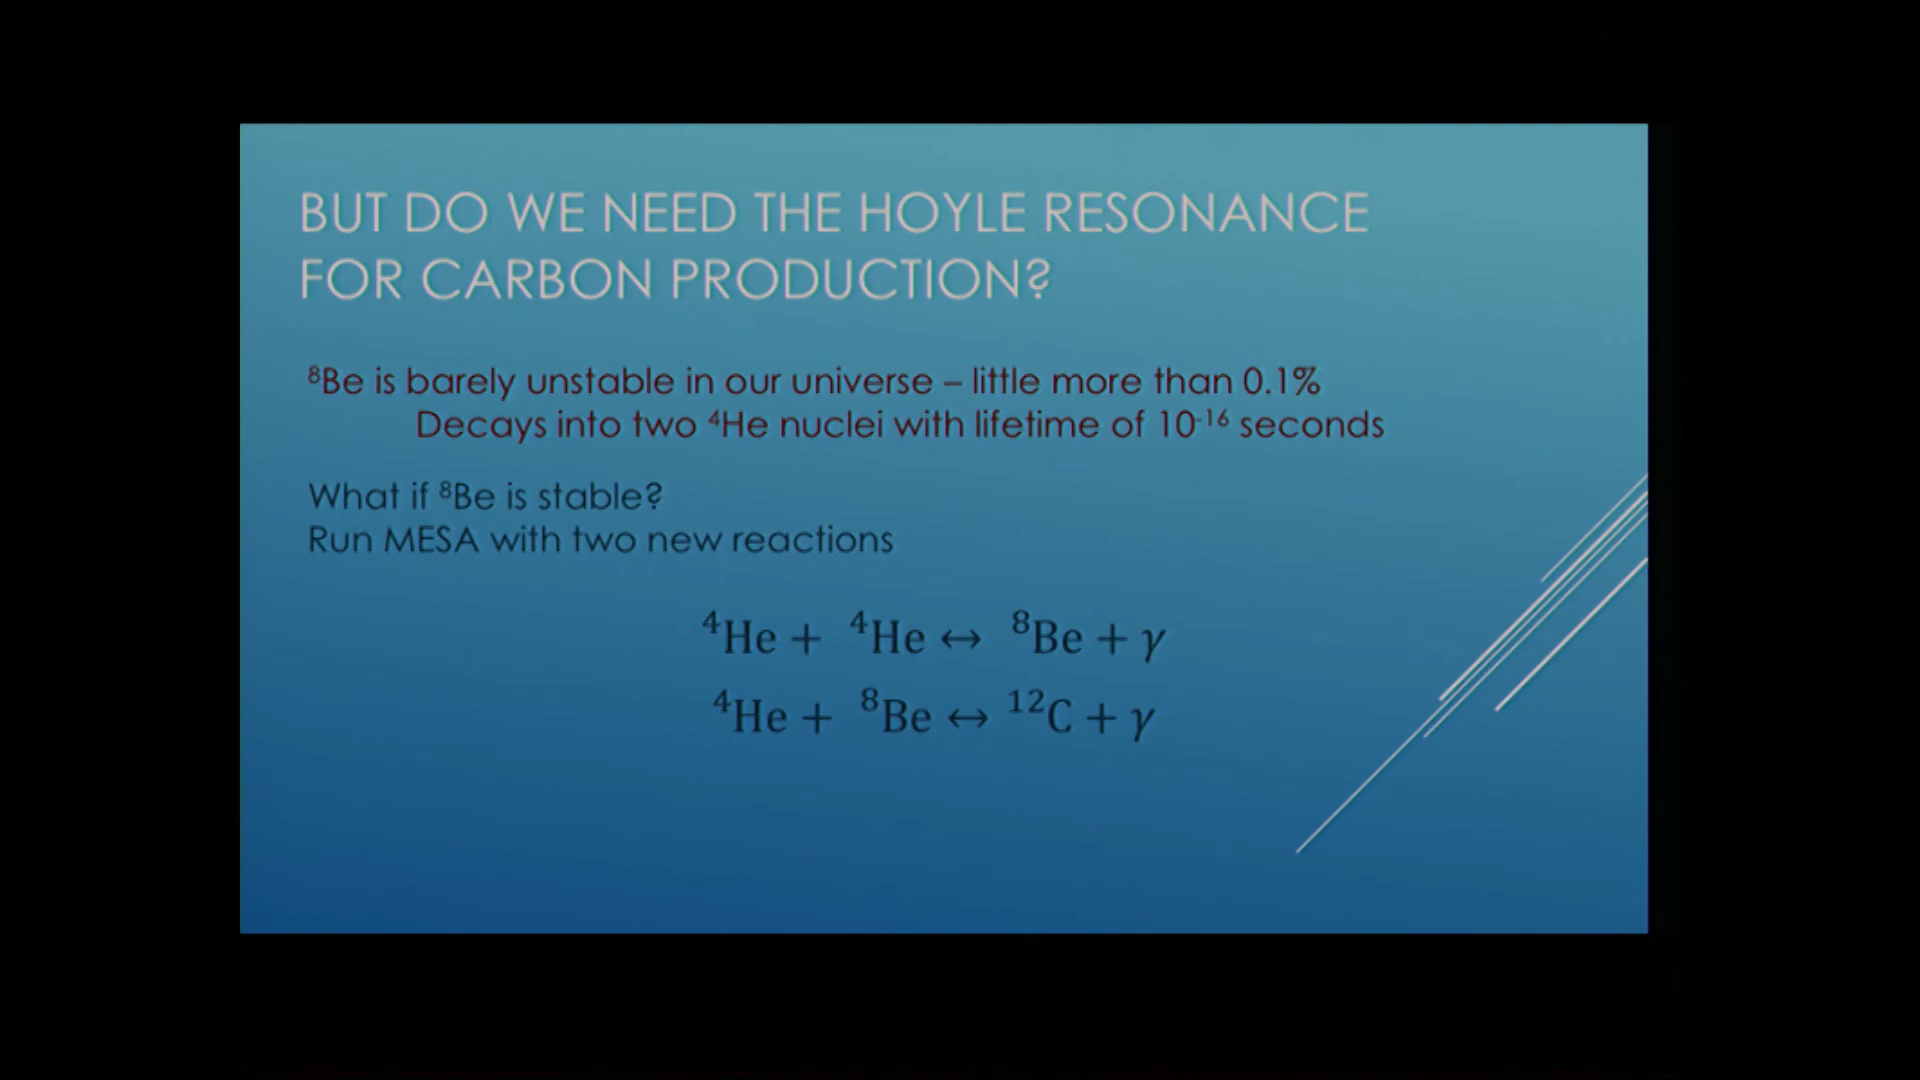 BUT DO WE NEED THE HOYLE RESONANCE
FOR CARBON PRODUCTION?
⁸Be is barely unstable in our universe – little more than 0.1%
Decays into two ⁴He nuclei with lifetime of 10⁻¹⁶ seconds
What if ⁸Be is stable?
Run MESA with two new reactions
⁴He + ⁴He ↔ ⁸Be + γ
⁴He + ⁸Be ↔ ¹²C + γ